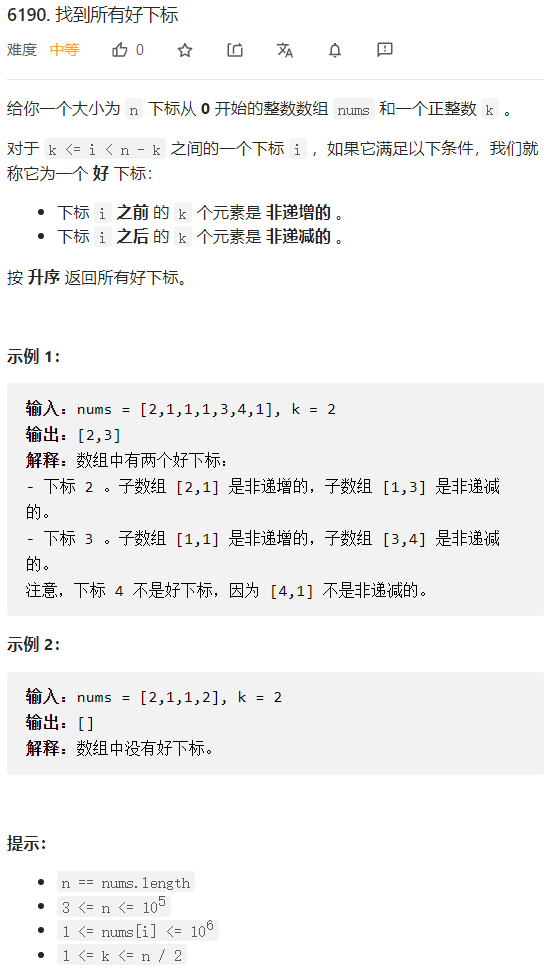 6190. 找到所有好下标
难度 中等 0
给你一个大小为 n 下标从 0 开始的整数数组 nums 和一个正整数 k 。
对于 k <= i < n - k 之间的一个下标 i ，如果它满足以下条件，我们就
称它为一个 好 下标：
• 下标 i 之前 的 k 个元素是 非递增的 。
• 下标 i 之后 的 k 个元素是 非递减的 。
按 升序 返回所有好下标。
示例 1：
输入：nums = [2,1,1,1,3,4,1], k = 2
输出：[2,3]
解释：数组中有两个好下标：
- 下标 2 。子数组 [2,1] 是非递增的，子数组 [1,3] 是非递减
的。
- 下标 3 。子数组 [1,1] 是非递增的，子数组 [3,4] 是非递减
的。
注意，下标 4 不是好下标，因为 [4,1] 不是非递减的。
示例 2：
输入：nums = [2,1,1,2], k = 2
输出：[]
解释：数组中没有好下标。
提示：
• n == nums.length
• 3 <= n <= 10⁵
• 1 <= nums[i] <= 10⁶
• 1 <= k <= n / 2